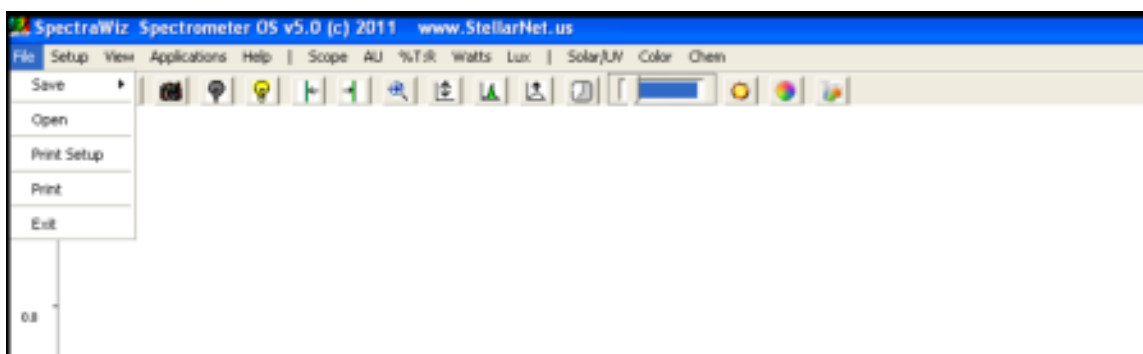 SpectraWiz Spectrometer OS v5.0 (c) 2011 www.StellarNet.us
File Setup View Applications Help | Scope AU %T:R Watts Lux | Solar/UV Color Chem
Save
Open
Print Setup
Print
Exit
0.8